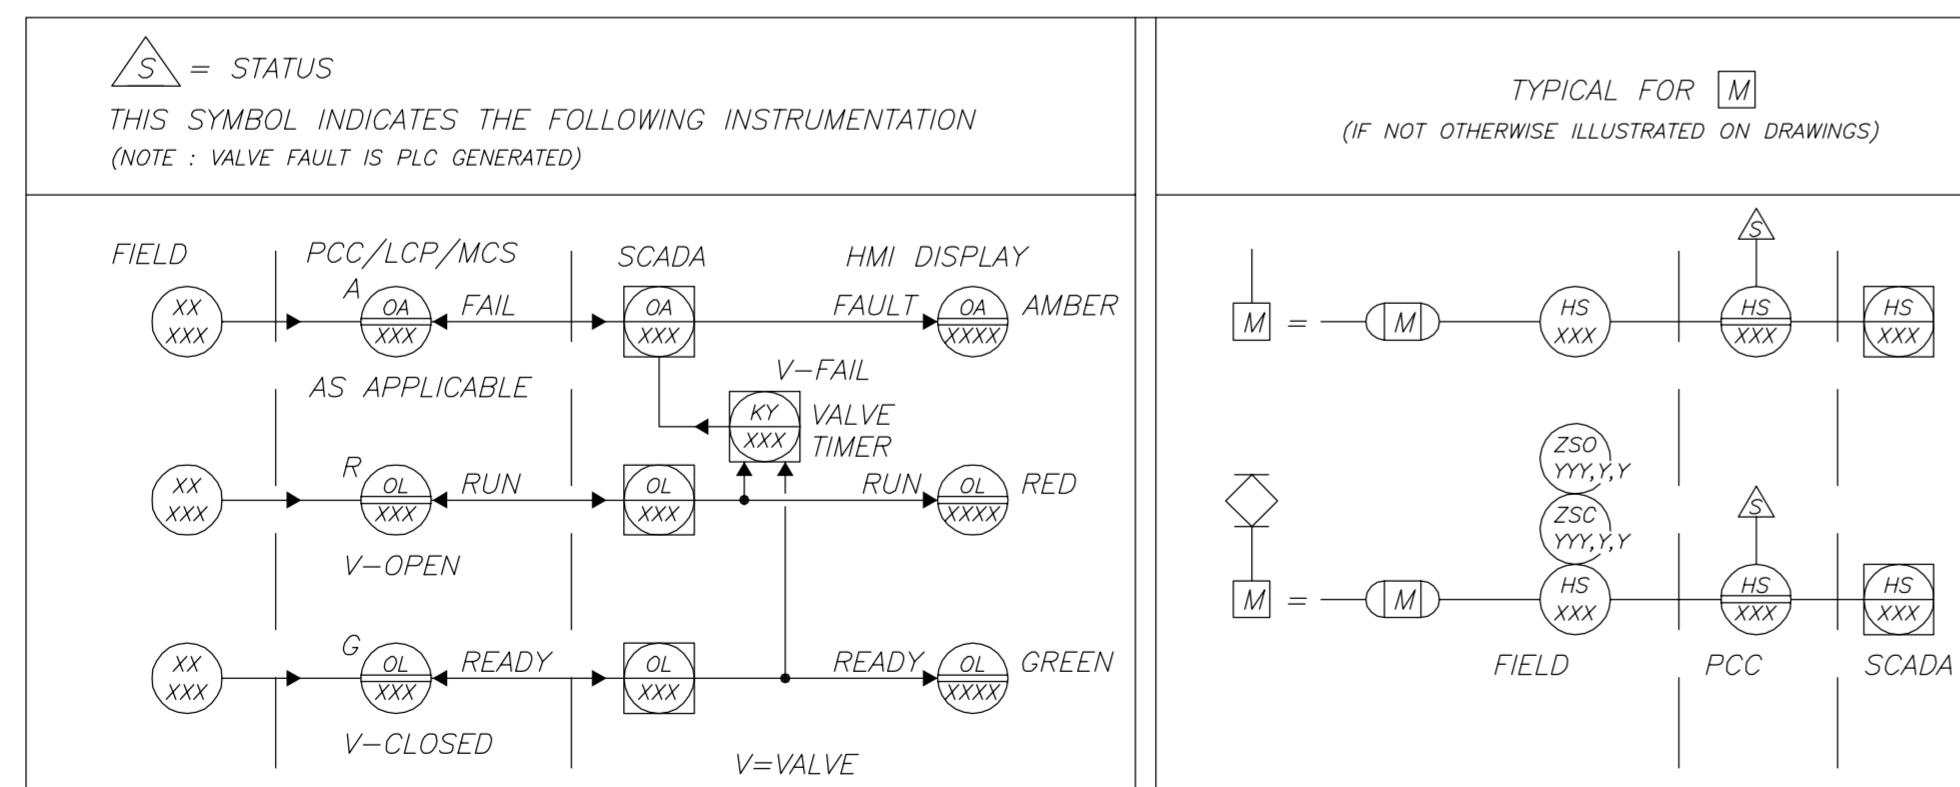 S = STATUS
THIS SYMBOL INDICATES THE FOLLOWING INSTRUMENTATION
(NOTE : VALVE FAULT IS PLC GENERATED)
FIELD PCC/LCP/MCS SCADA HMI DISPLAY
XX XXX A OA XXX FAIL OA XXX FAULT OA XXXX AMBER
AS APPLICABLE
V-FAIL
KY XXX VALVE
TIMER
XX XXX R OL XXX RUN OL XXX RUN OL XXXX RED
V-OPEN
XX XXX G OL XXX READY OL XXX READY OL XXXX GREEN
V-CLOSED
V=VALVE
TYPICAL FOR M
(IF NOT OTHERWISE ILLUSTRATED ON DRAWINGS)
S
M = M HS XXX HS XXX HS XXX
ZSO
YYY,Y,Y
ZSC
YYY,Y,Y
S
M = M HS XXX HS XXX HS XXX
FIELD PCC SCADA